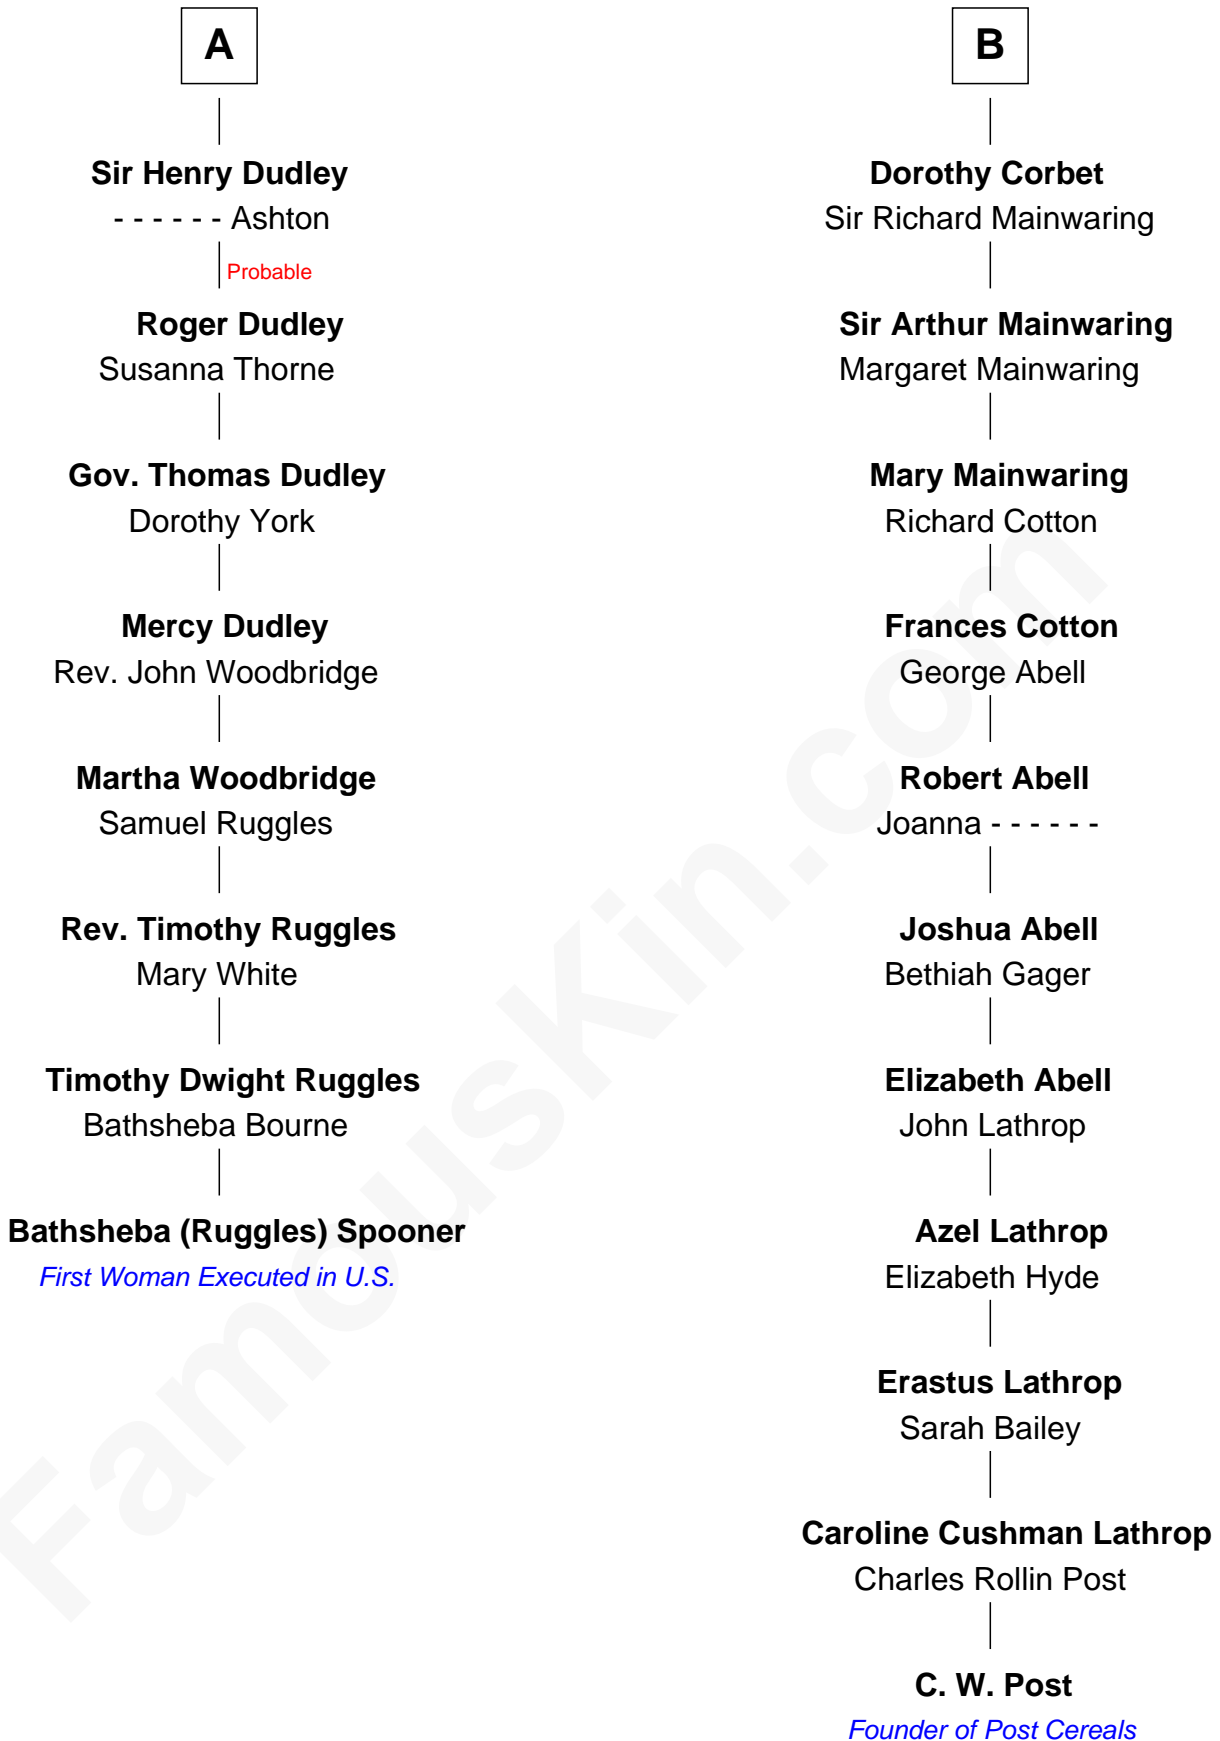 A
Sir Henry Dudley
- - - - - - Ashton
Probable
Roger Dudley
Susanna Thorne
Gov. Thomas Dudley
Dorothy York
Mercy Dudley
Rev. John Woodbridge
Martha Woodbridge
Samuel Ruggles
Rev. Timothy Ruggles
Mary White
Timothy Dwight Ruggles
Bathsheba Bourne
Bathsheba (Ruggles) Spooner
First Woman Executed in U.S.
B
Dorothy Corbet
Sir Richard Mainwaring
Sir Arthur Mainwaring
Margaret Mainwaring
Mary Mainwaring
Richard Cotton
Frances Cotton
George Abell
Robert Abell
Joanna - - - - - -
Joshua Abell
Bethiah Gager
Elizabeth Abell
John Lathrop
Azel Lathrop
Elizabeth Hyde
Erastus Lathrop
Sarah Bailey
Caroline Cushman Lathrop
Charles Rollin Post
C. W. Post
Founder of Post Cereals
FamousKin.com